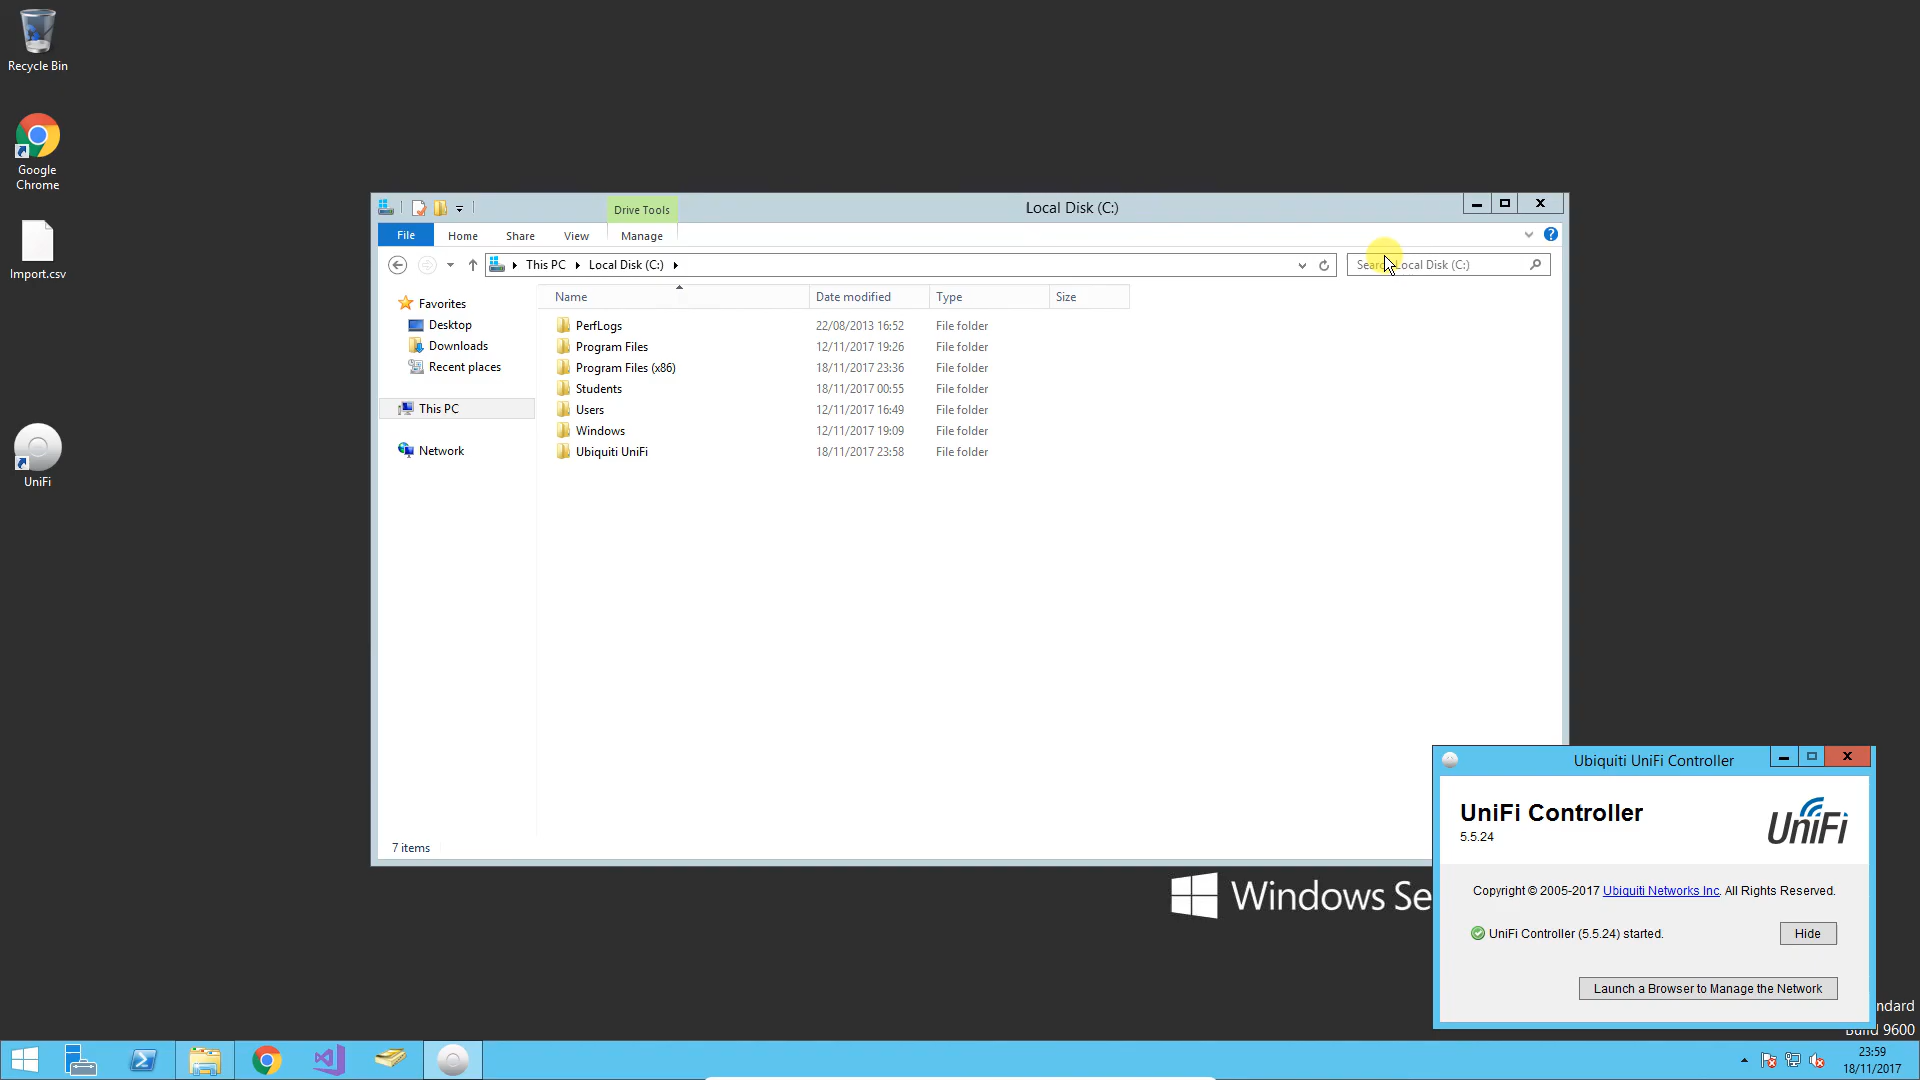 Recycle Bin
Google
Chrome
Import.csv
UniFi
Local Disk (C:)
Drive Tools
File
Home
Share
View
Manage
This PC
Local Disk (C:)
Local Disk (C:)
Favorites
Desktop
Downloads
Recent places
This PC
Network
Name
Date modified
Type
Size
PerfLogs
22/08/2013 16:52
File folder
Program Files
12/11/2017 19:26
File folder
Program Files (x86)
18/11/2017 23:36
File folder
Students
18/11/2017 00:55
File folder
Users
12/11/2017 16:49
File folder
Windows
12/11/2017 19:09
File folder
Ubiquiti UniFi
18/11/2017 23:58
File folder
7 items
Windows Se
Ubiquiti UniFi Controller
UniFi Controller
5.5.24
UniFi
Copyright © 2005-2017 Ubiquiti Networks Inc. All Rights Reserved.
UniFi Controller (5.5.24) started.
Hide
Launch a Browser to Manage the Network
ndard
Build 9600
23:59
18/11/2017